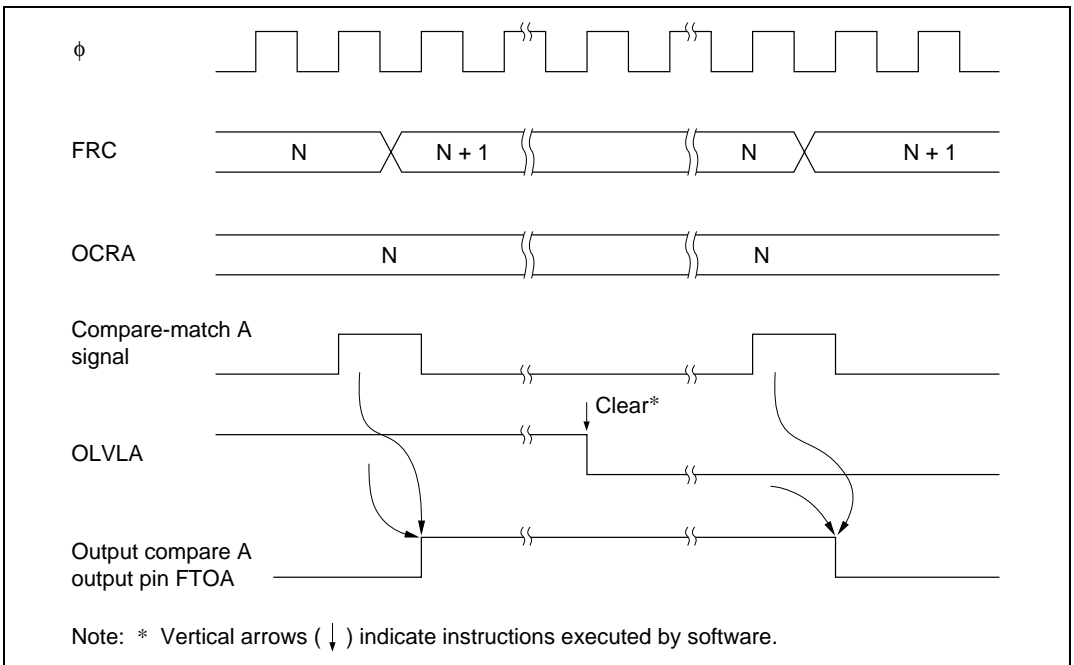 ϕ
FRC
N
N + 1
N
N + 1
OCRA
N
N
Compare-match A
signal
Clear*
OLVLA
Output compare A
output pin FTOA
Note: * Vertical arrows ( ↓ ) indicate instructions executed by software.